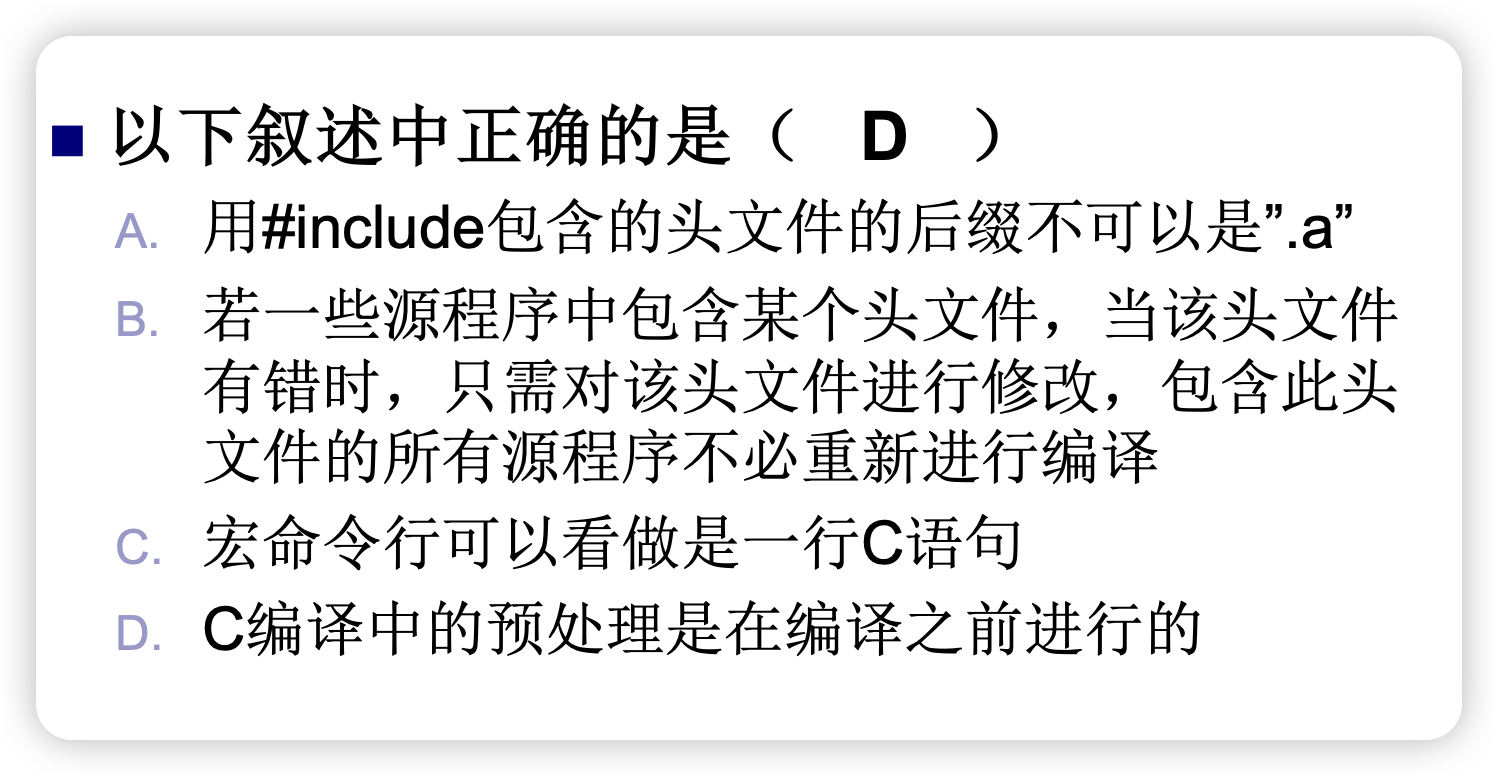 ■ 以下叙述中正确的是（ D ）
A. 用#include包含的头文件的后缀不可以是”.a”
B. 若一些源程序中包含某个头文件，当该头文件
有错时，只需对该头文件进行修改，包含此头
文件的所有源程序不必重新进行编译
C. 宏命令行可以看做是一行C语句
D. C编译中的预处理是在编译之前进行的